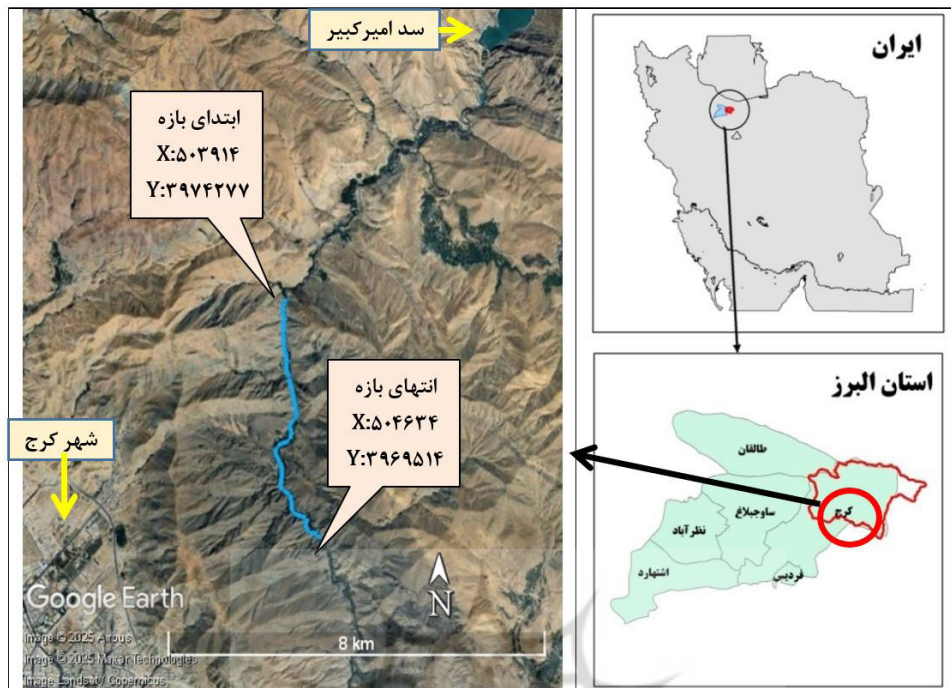 سد امیرکبیر
ابتدای بازه
X:۵۰۳۹۱۴
Y:۳۹۷۴۲۷۷
انتهای بازه
X:۵۰۴۶۳۴
Y:۳۹۶۹۵۱۴
شهر کرج
N
8 km
Google Earth
Image © 2025 Airbus
Image © 2025 Maxar Technologies
Image Landsat / Copernicus
ایران
استان البرز
طالقان
کرج
ساوجبلاغ
نظرآباد
فردیس
اشتهارد